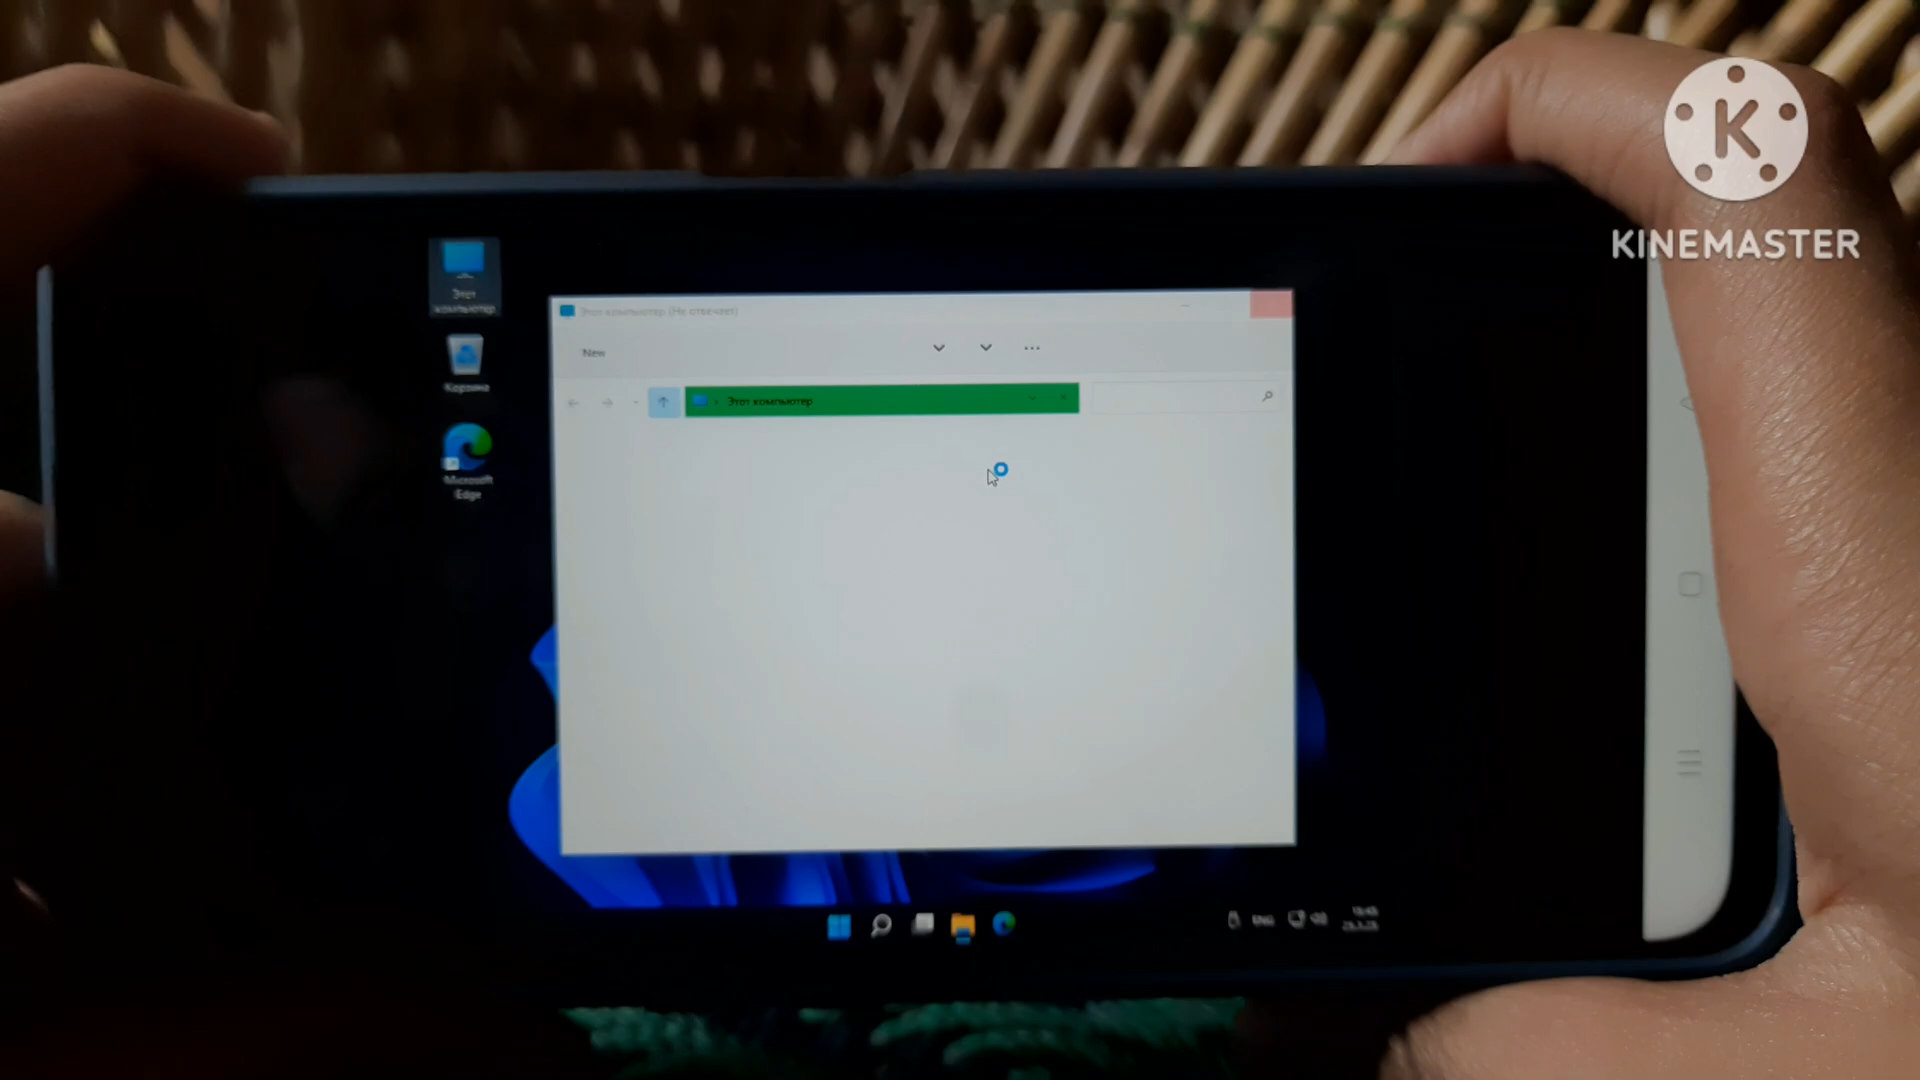 KINEMASTER
Этот
компьютер
Корзина
Microsoft
Edge
Этот компьютер (Не отвечает)
New
Этот компьютер
ENG